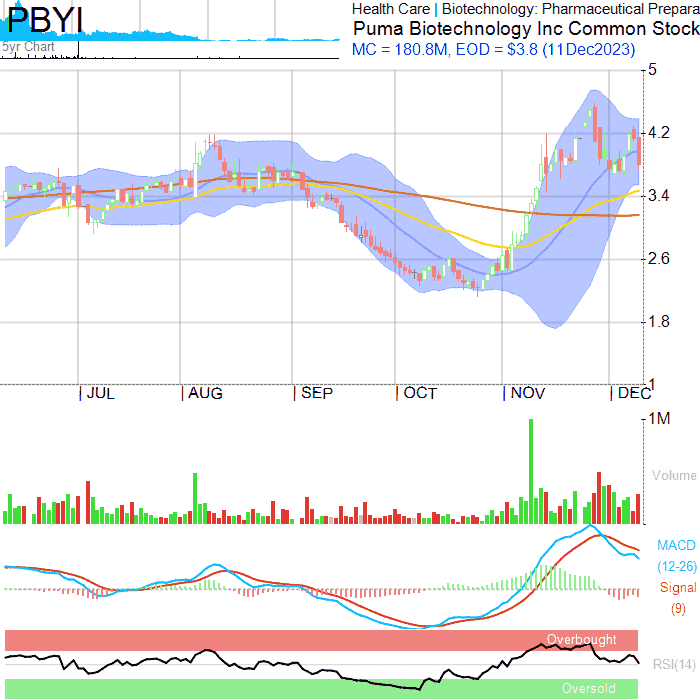 PBYI
5yr Chart
Health Care | Biotechnology: Pharmaceutical Prepara
Puma Biotechnology Inc Common Stock
MC = 180.8M, EOD = $3.8 (11Dec2023)
5
4.2
3.4
2.6
1.8
1
JUL AUG SEP OCT NOV DEC
1M
Volume
MACD
(12-26)
Signal
(9)
Overbought
RSI(14)
Oversold